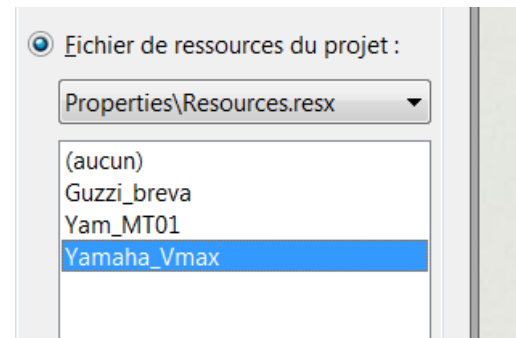 Fichier de ressources du projet :
Properties\Resources.resx
(aucun)
Guzzi_breva
Yam_MT01
Yamaha_Vmax